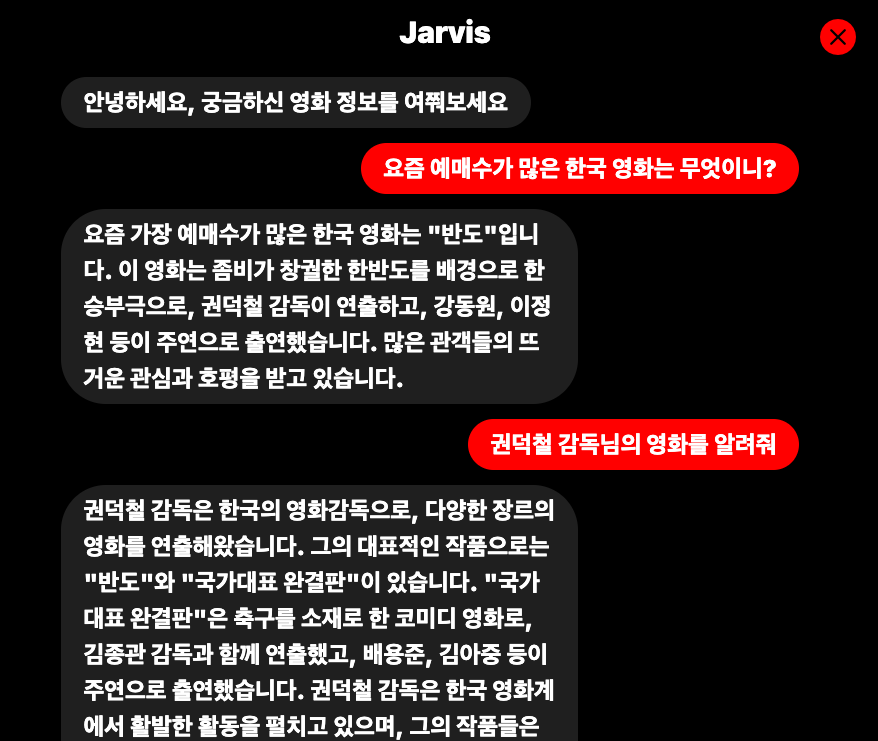 Jarvis
안녕하세요, 궁금하신 영화 정보를 여쭤보세요
요즘 예매수가 많은 한국 영화는 무엇이니?
요즘 가장 예매수가 많은 한국 영화는 "반도"입니
다. 이 영화는 좀비가 창궐한 한반도를 배경으로 한
승부극으로, 권덕철 감독이 연출하고, 강동원, 이정
현 등이 주연으로 출연했습니다. 많은 관객들의 뜨
거운 관심과 호평을 받고 있습니다.
권덕철 감독님의 영화를 알려줘
권덕철 감독은 한국의 영화감독으로, 다양한 장르의
영화를 연출해왔습니다. 그의 대표적인 작품으로는
"반도"와 "국가대표 완결판"이 있습니다. "국가
대표 완결판"은 축구를 소재로 한 코미디 영화로,
김종관 감독과 함께 연출했고, 배용준, 김아중 등이
주연으로 출연했습니다. 권덕철 감독은 한국 영화계
에서 활발한 활동을 펼치고 있으며, 그의 작품들은